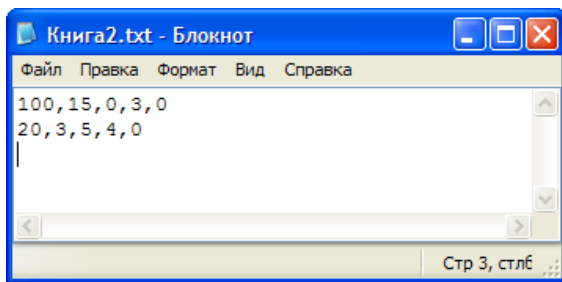 Книга2.txt - Блокнот
Файл Правка Формат Вид Справка
100,15,0,3,0
20,3,5,4,0
Стр 3, стлб